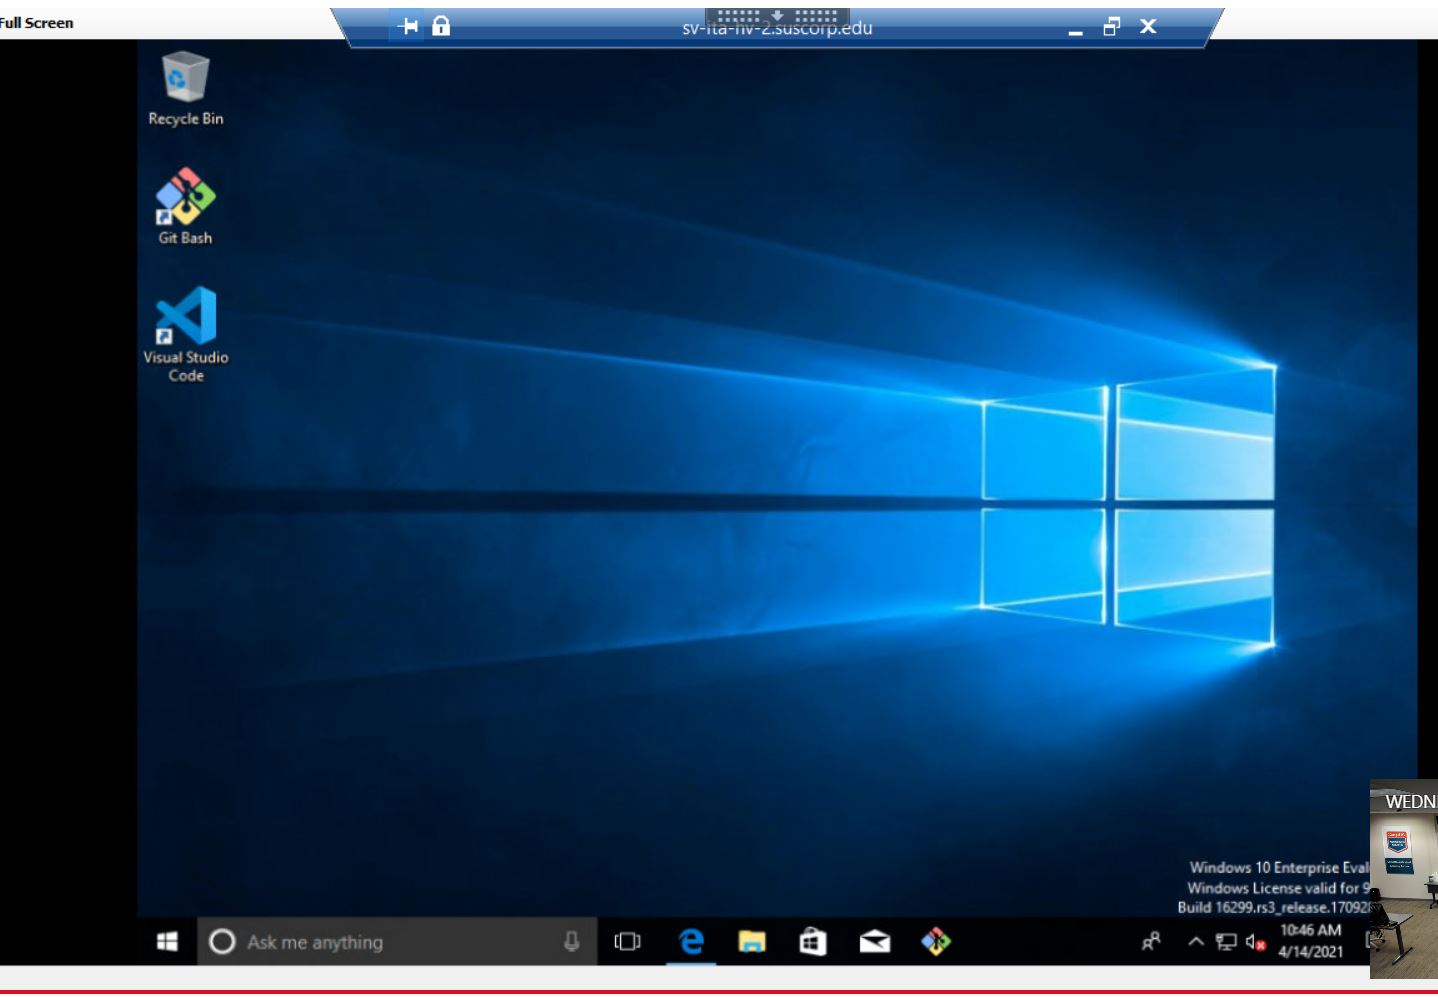 Full Screen
sv-ita-hv-2.suscorp.edu
Recycle Bin
Git Bash
Visual Studio
Code
WEDN
Windows 10 Enterprise Eval
Windows License valid for 9
Build 16299.rs3_release.17092
Ask me anything
10:46 AM
4/14/2021